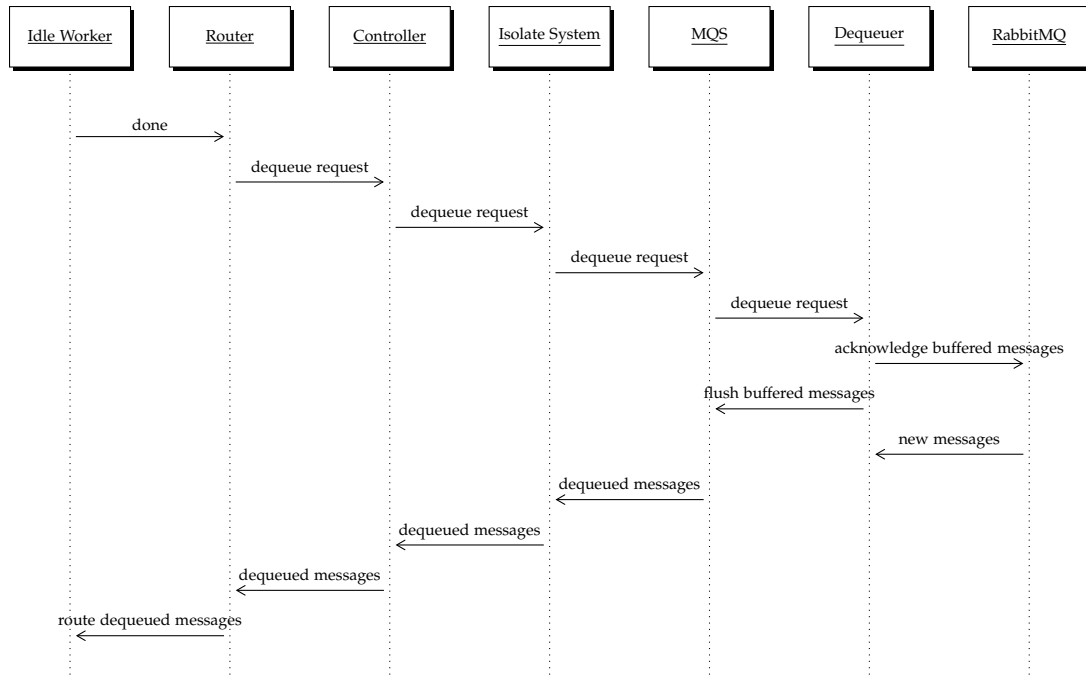 Idle Worker
Router
Controller
Isolate System
MQS
Dequeuer
RabbitMQ
done
dequeue request
dequeue request
dequeue request
dequeue request
acknowledge buffered messages
flush buffered messages
new messages
dequeued messages
dequeued messages
dequeued messages
route dequeued messages